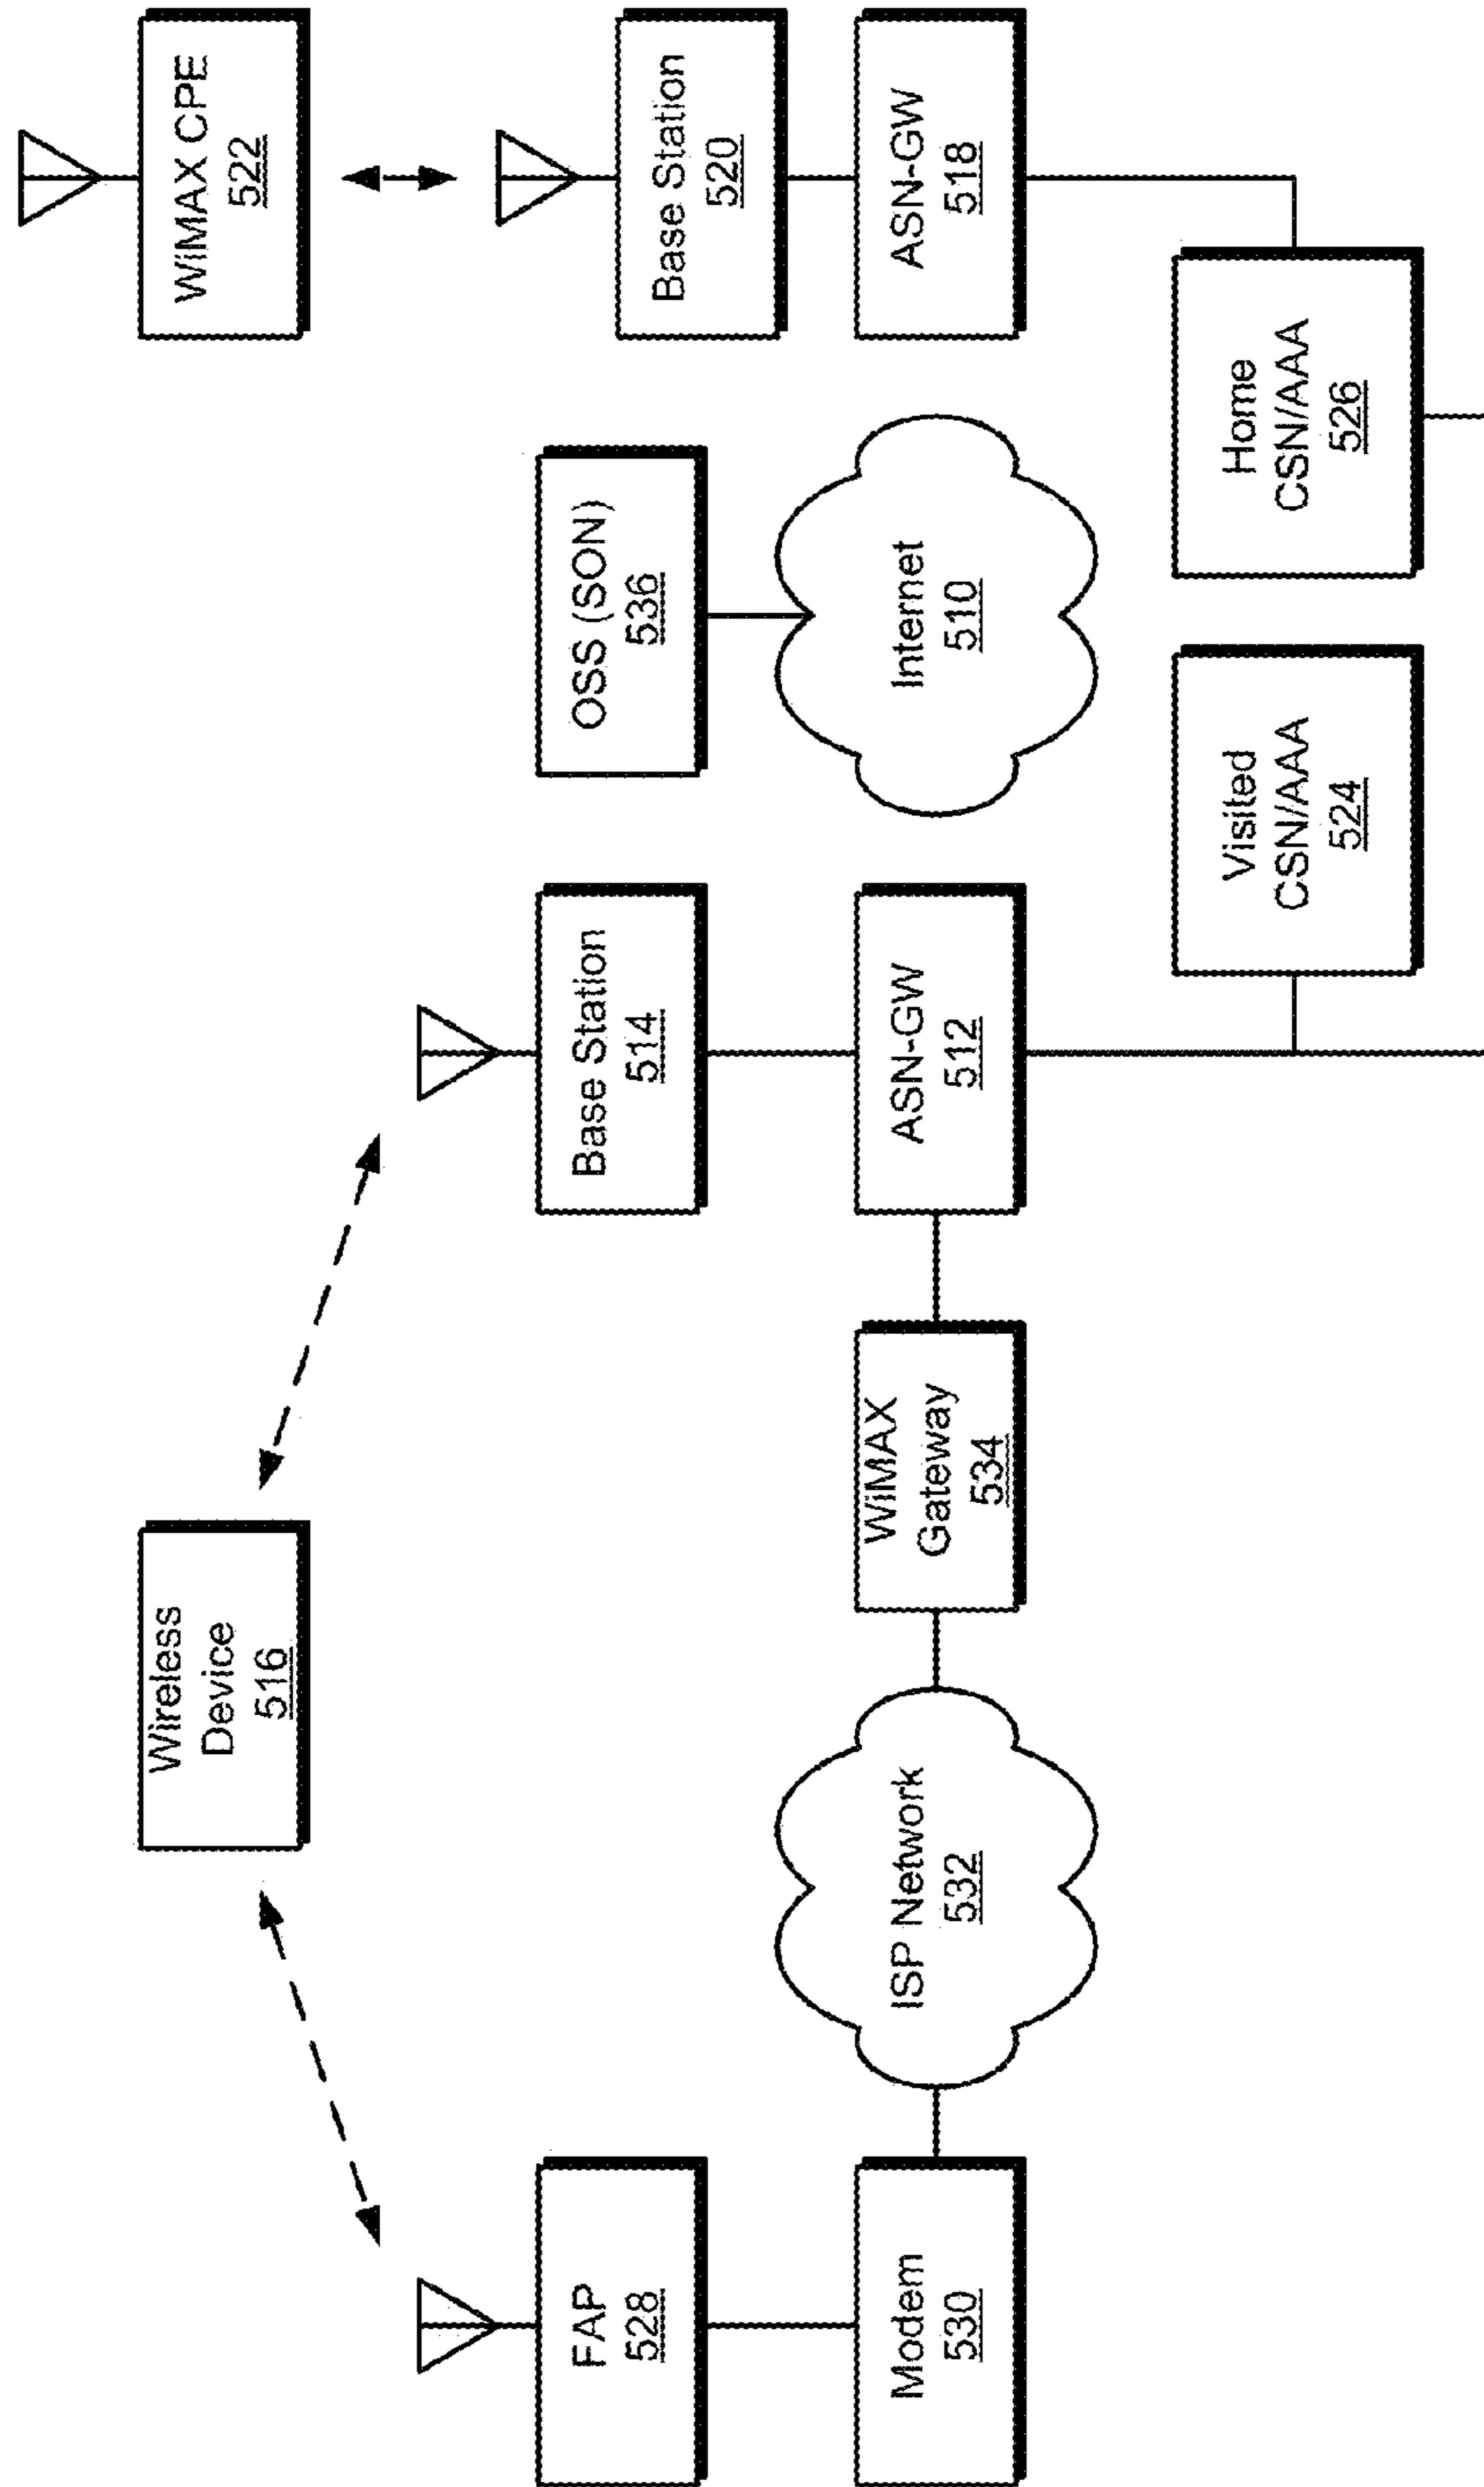 Wireless
Device
516
WiMAX CPE
522
FAP
528
Base Station
514
OSS (SON)
536
Base Station
520
Modem
530
ISP Network
532
WiMAX
Gateway
534
ASN-GW
512
Internet
510
ASN-GW
518
Visited
CSN/AAA
524
Home
CSN/AAA
526